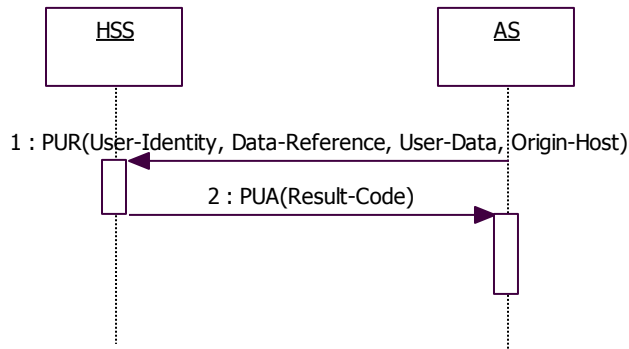 HSS
AS
1 : PUR(User-Identity, Data-Reference, User-Data, Origin-Host)
2 : PUA(Result-Code)